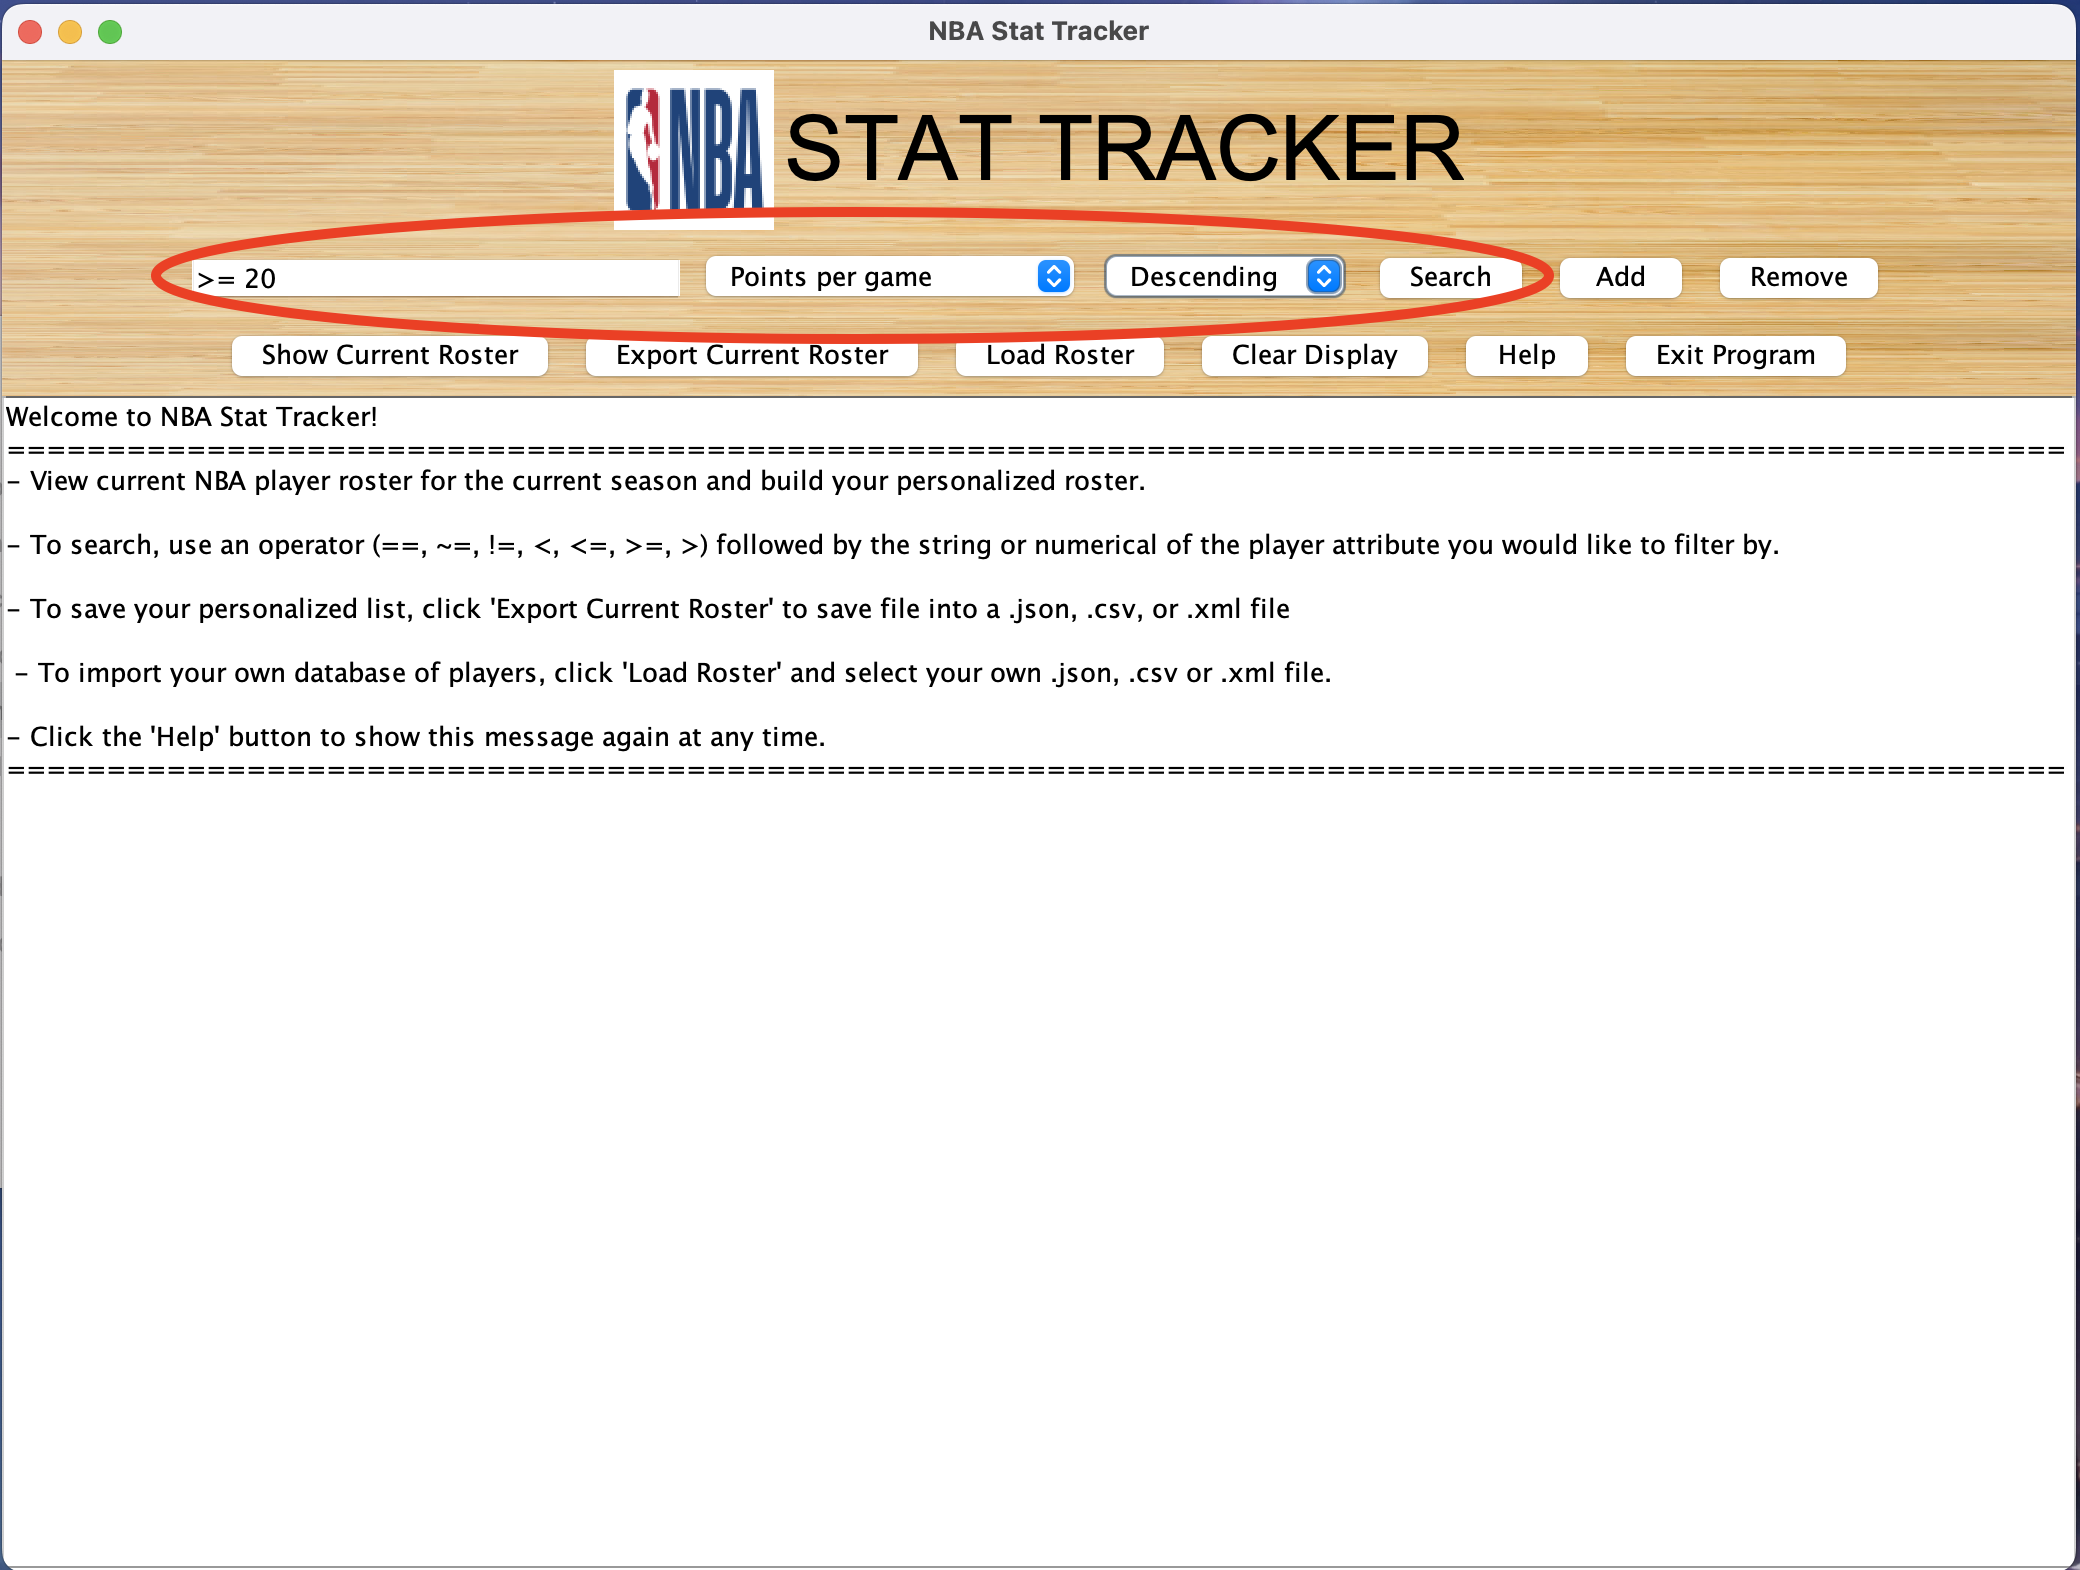 NBA Stat Tracker
NBA STAT TRACKER
>= 20 Points per game Descending Search Add Remove
Show Current Roster Export Current Roster Load Roster Clear Display Help Exit Program
Welcome to NBA Stat Tracker!
=======================================================================================================
- View current NBA player roster for the current season and build your personalized roster.
- To search, use an operator (==, ~=, !=, <, <=, >=, >) followed by the string or numerical of the player attribute you would like to filter by.
- To save your personalized list, click 'Export Current Roster' to save file into a .json, .csv, or .xml file
- To import your own database of players, click 'Load Roster' and select your own .json, .csv or .xml file.
- Click the 'Help' button to show this message again at any time.
=======================================================================================================